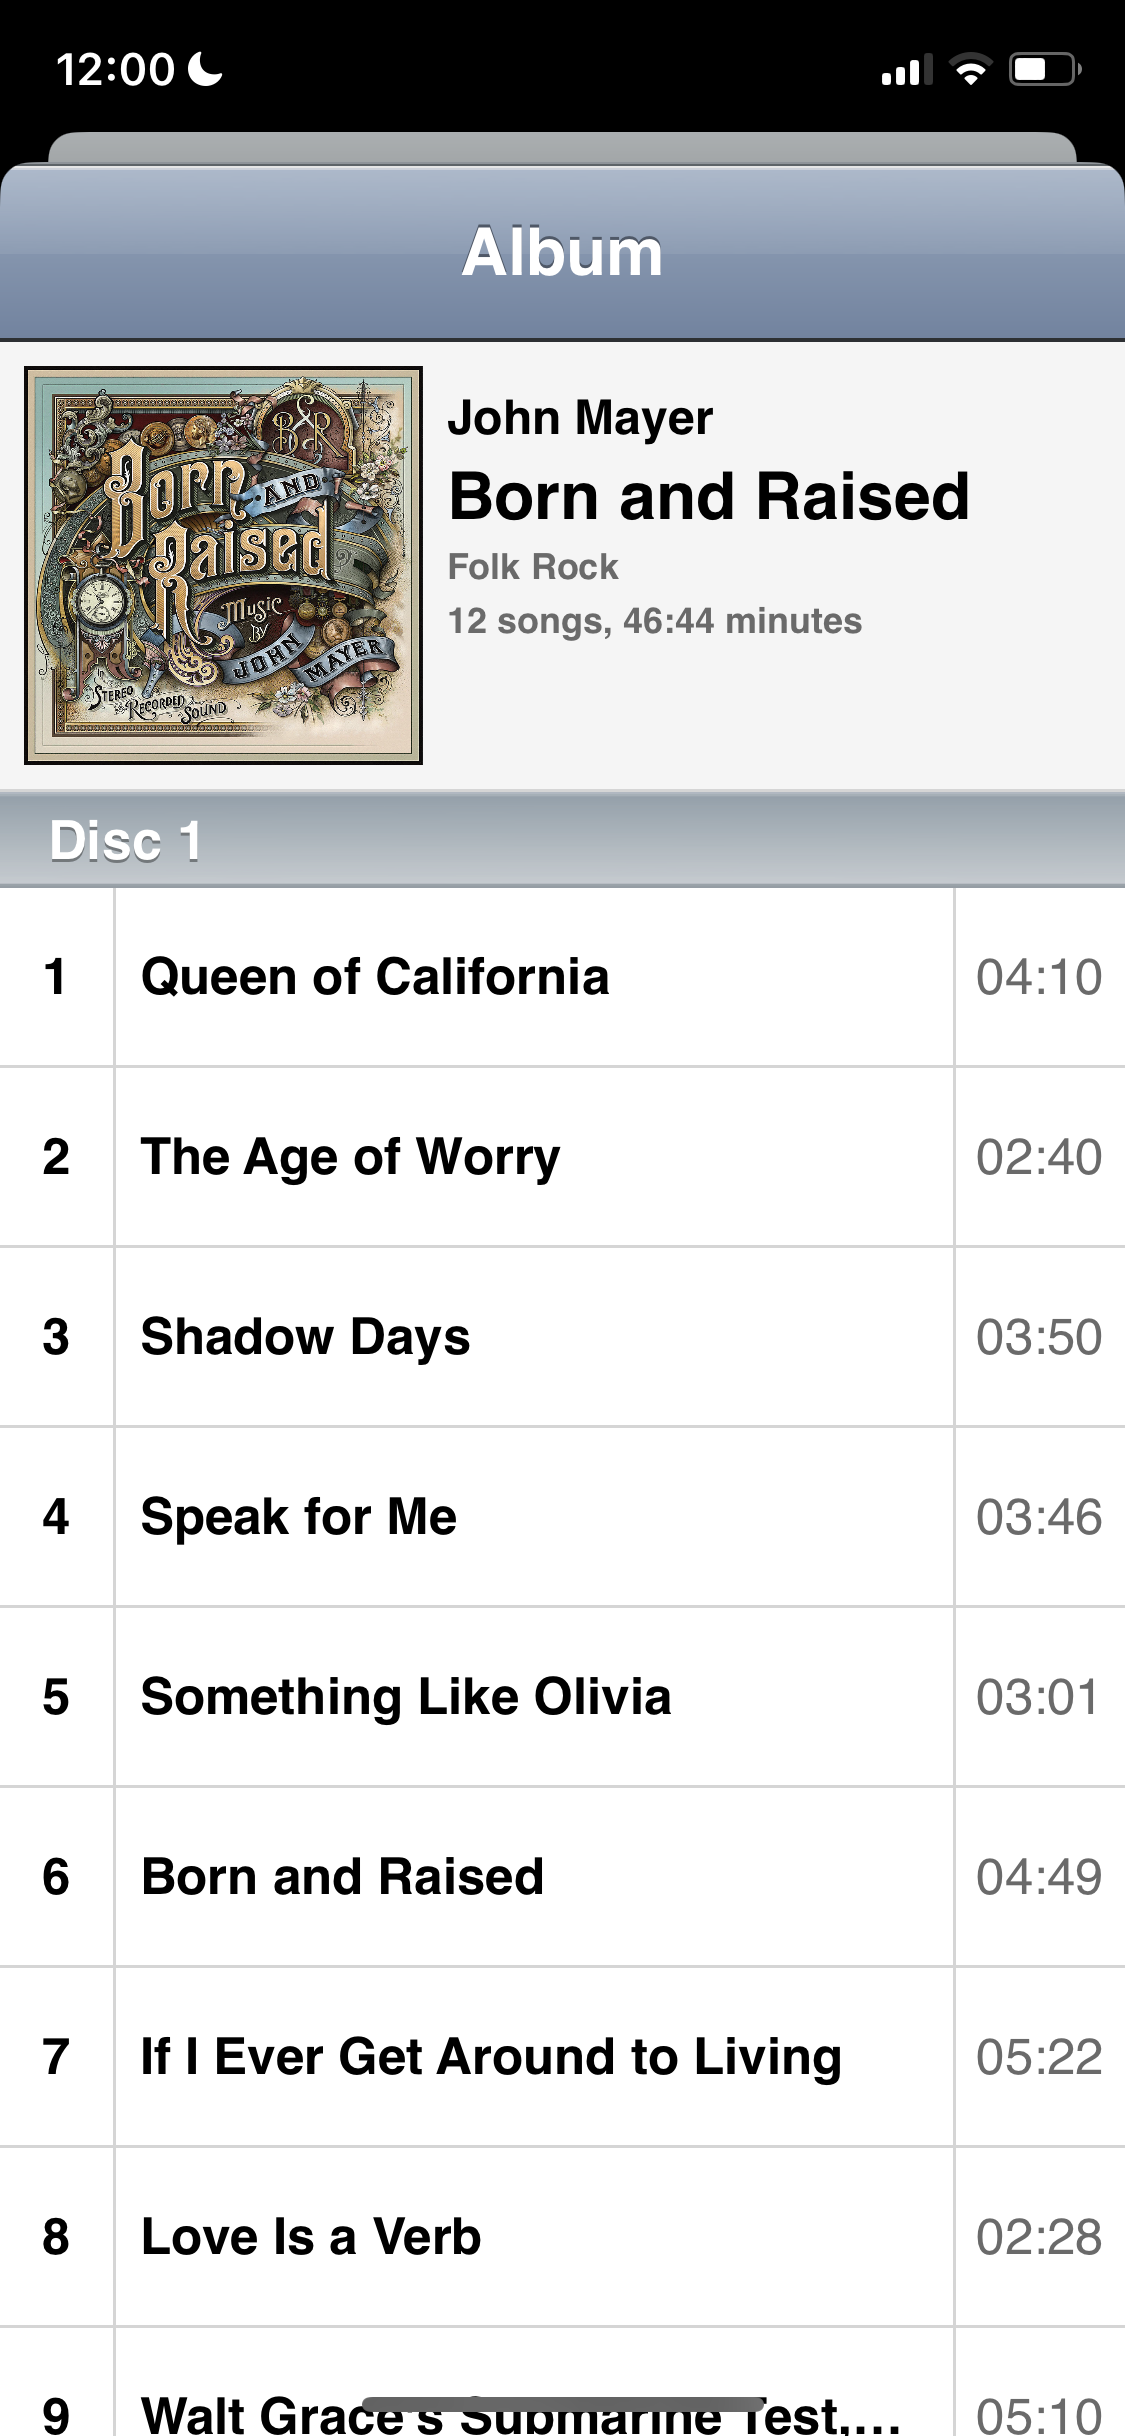 12:00
Album
B&R
Born AND
Raised
Music
BY
JOHN MAYER
STEREO
RECORDED
SOUND
John Mayer
Born and Raised
Folk Rock
12 songs, 46:44 minutes
Disc 1
1 Queen of California 04:10
2 The Age of Worry 02:40
3 Shadow Days 03:50
4 Speak for Me 03:46
5 Something Like Olivia 03:01
6 Born and Raised 04:49
7 If I Ever Get Around to Living 05:22
8 Love Is a Verb 02:28
9 Walt Grace's Submarine Test,... 05:10